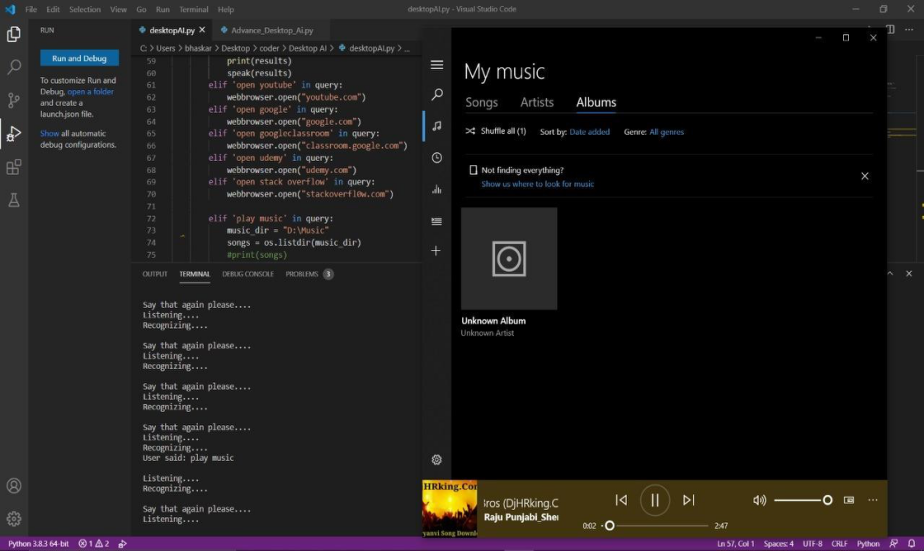 File Edit Selection View Go Run Terminal Help
desktopAI.py - Visual Studio Code
RUN
Run and Debug
To customize Run and
Debug, open a folder
and create a
launch.json file.
Show all automatic
debug configurations.
desktopAI.py Advance_Desktop_Ai.py
C: > Users > bhaskar > Desktop > coder > Desktop AI > desktopAI.py > ...
59 print(results)
60 speak(results)
61 elif 'open youtube' in query:
62 webbrowser.open("youtube.com")
63 elif 'open google' in query:
64 webbrowser.open("google.com")
65 elif 'open googleclassroom' in query:
66 webbrowser.open("classroom.google.com")
67 elif 'open udemy' in query:
68 webbrowser.open("udemy.com")
69 elif 'open stack overflow' in query:
70 webbrowser.open("stackoverfl0w.com")
71
72 elif 'play music' in query:
73 music_dir = "D:\Music"
74 songs = os.listdir(music_dir)
75 #print(songs)
OUTPUT TERMINAL DEBUG CONSOLE PROBLEMS 3
Say that again please....
Listening....
Recognizing....
Say that again please....
Listening....
Recognizing....
Say that again please....
Listening....
Recognizing....
Say that again please....
Listening....
Recognizing....
User said: play music
Listening....
Recognizing....
Say that again please....
Listening....
My music
Songs Artists Albums
Shuffle all (1) Sort by: Date added Genre: All genres
Not finding everything?
Show us where to look for music
Unknown Album
Unknown Artist
HRking.Co
(DjHRking.C
Raju Punjabi_She
0:02 2:47
Python 3.8.3 64-bit 1 2
Ln 57, Col 1 Spaces: 4 UTF-8 CRLF Python